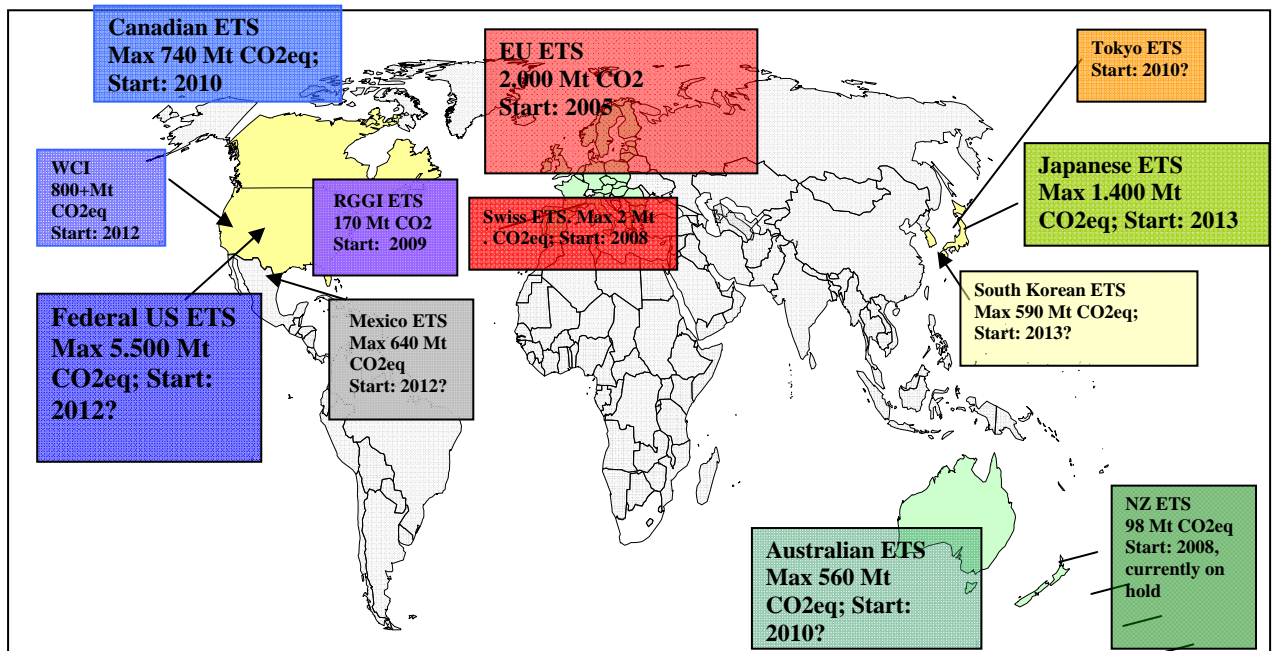 Canadian ETS
Max 740 Mt CO2eq;
Start: 2010
EU ETS
2,000 Mt CO2
Start: 2005
Tokyo ETS
Start: 2010?
WCI
800+Mt
CO2eq
Start: 2012
RGGI ETS
170 Mt CO2
Start: 2009
Swiss ETS. Max 2 Mt
. CO2eq; Start: 2008
Japanese ETS
Max 1.400 Mt
CO2eq; Start: 2013
Federal US ETS
Max 5.500 Mt
CO2eq; Start:
2012?
Mexico ETS
Max 640 Mt
CO2eq
Start: 2012?
South Korean ETS
Max 590 Mt CO2eq;
Start: 2013?
Australian ETS
Max 560 Mt
CO2eq; Start:
2010?
NZ ETS
98 Mt CO2eq
Start: 2008,
currently on
hold